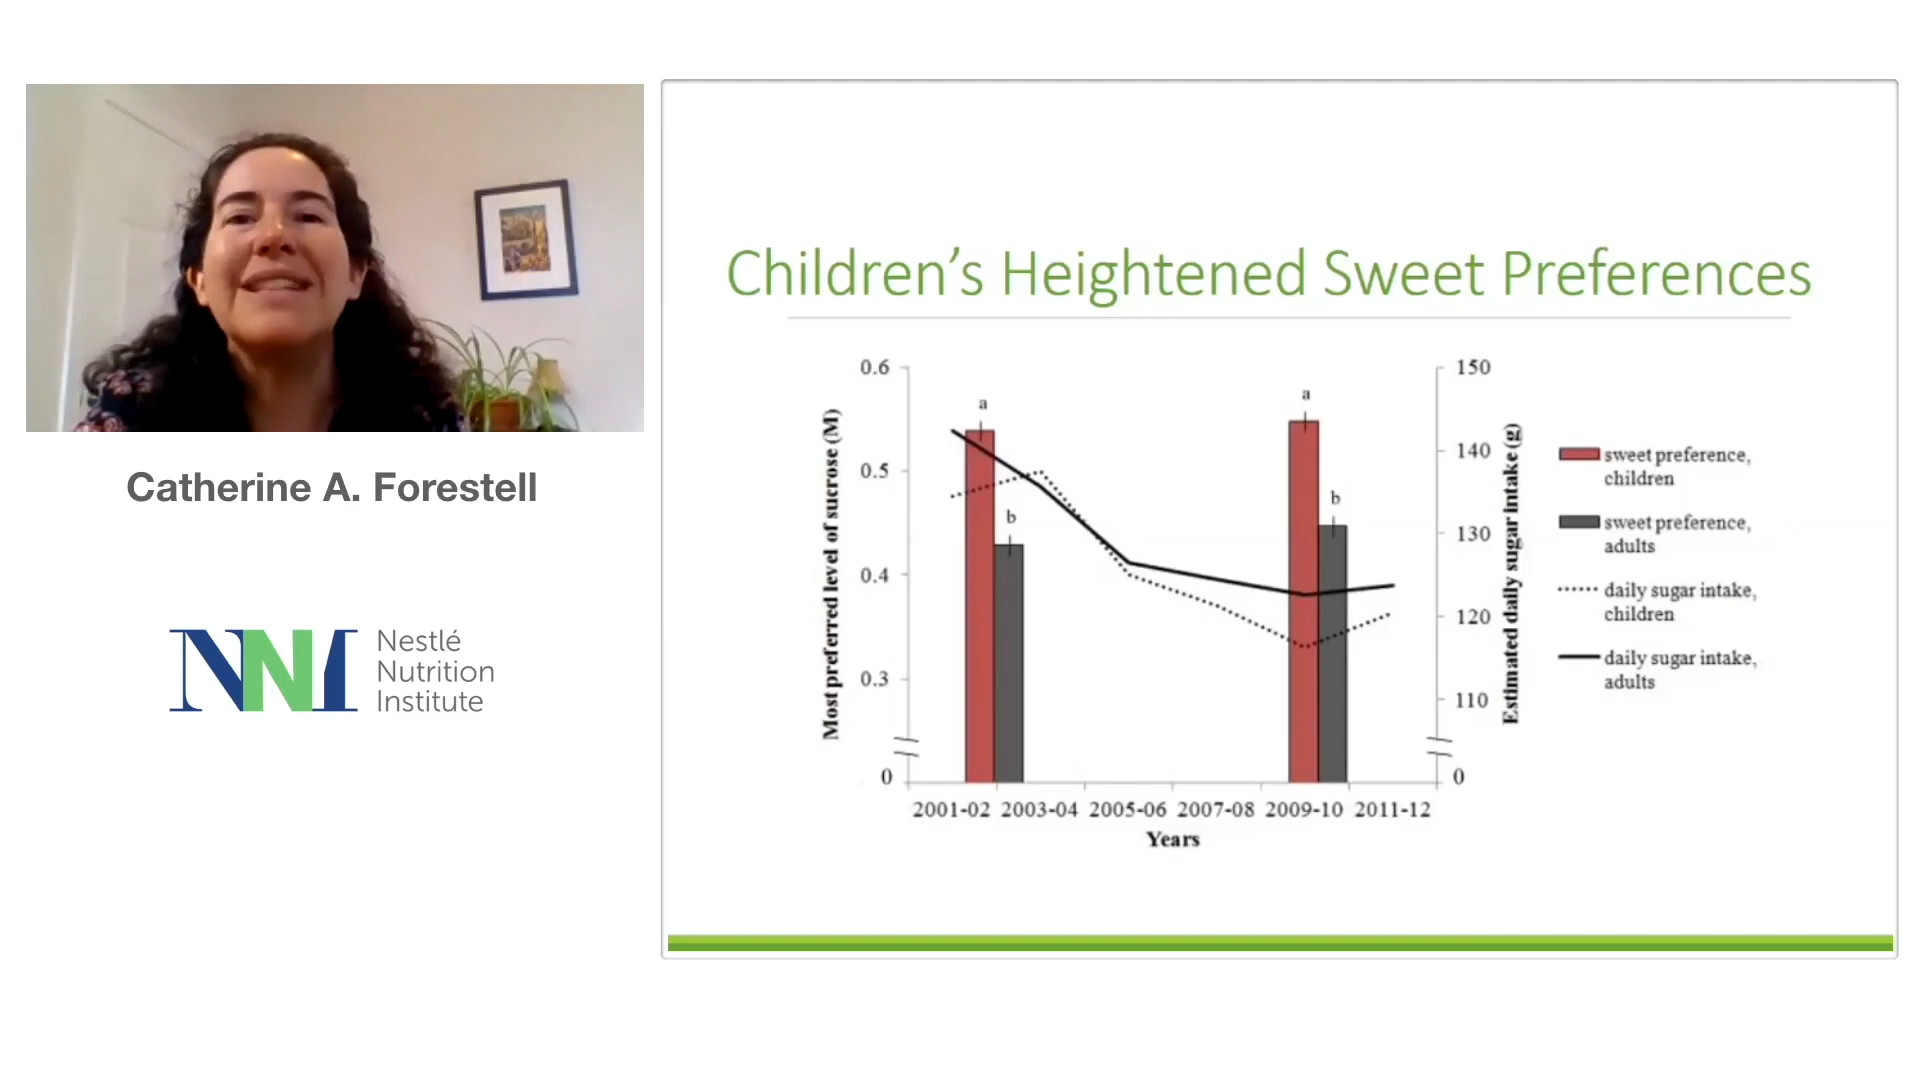 Catherine A. Forestell
NNI
Nestlé
Nutrition
Institute
Children's Heightened Sweet Preferences
Most preferred level of sucrose (M)
0.6
0.5
0.4
0.3
0
a
b
a
b
150
140
130
120
110
0
Estimated daily sugar intake (g)
2001-02 2003-04 2005-06 2007-08 2009-10 2011-12
Years
sweet preference,
children
sweet preference,
adults
daily sugar intake,
children
daily sugar intake,
adults